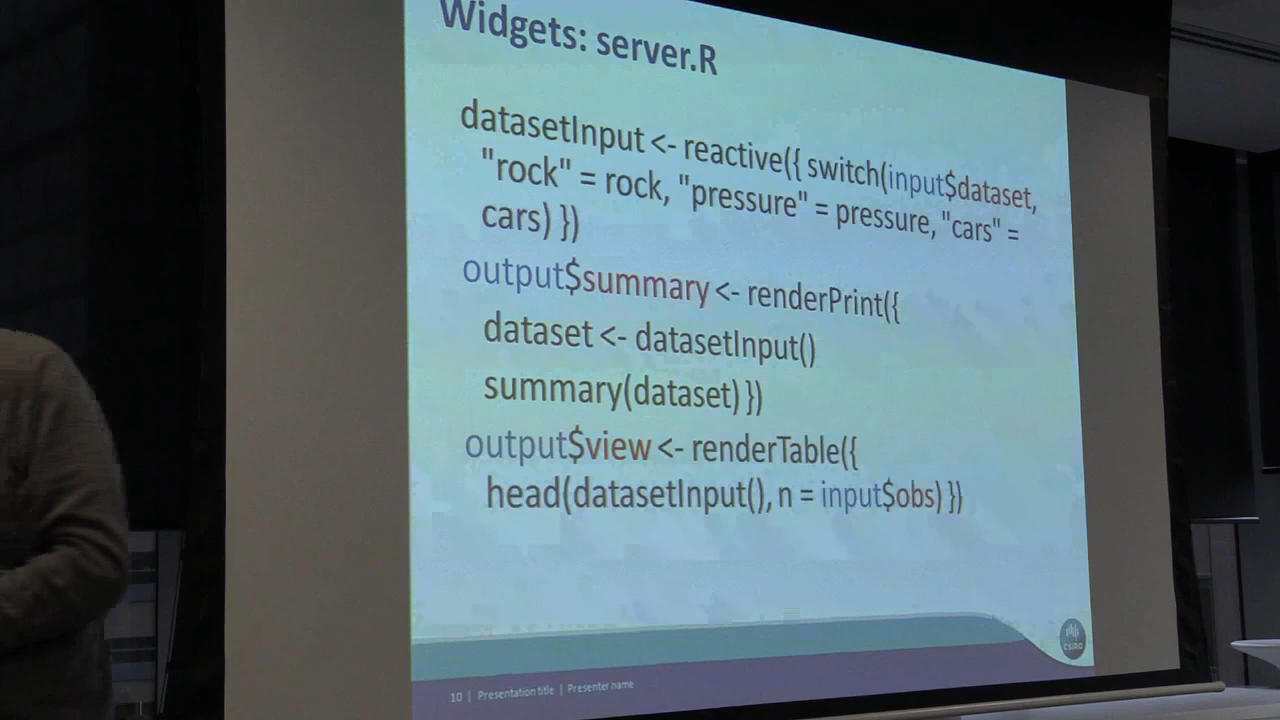 Widgets: server.R
datasetInput <- reactive({ switch(input$dataset,
"rock" = rock, "pressure" = pressure, "cars" =
cars) })
output$summary <- renderPrint({
dataset <- datasetInput()
summary(dataset) })
output$view <- renderTable({
head(datasetInput(), n = input$obs) })
CSIRO
10 | Presentation title | Presenter name